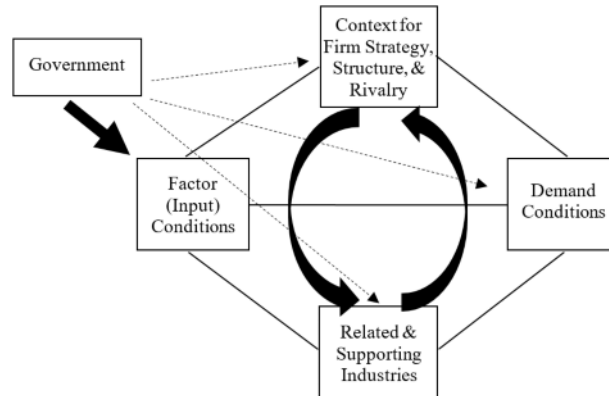 Context for
Firm Strategy,
Structure, &
Rivalry
Government
Factor
(Input)
Conditions
Demand
Conditions
Related &
Supporting
Industries